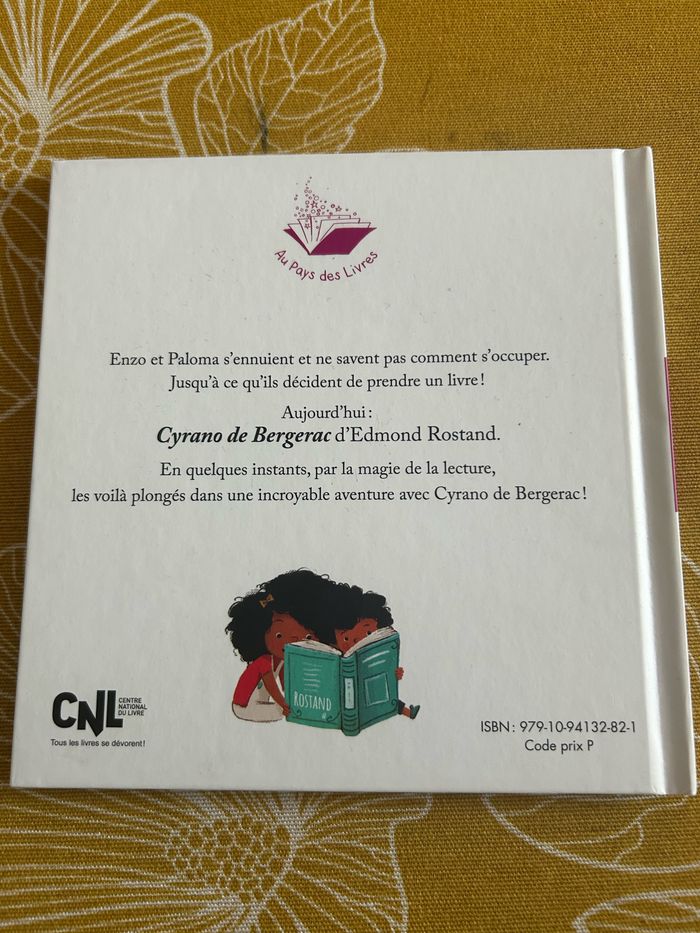 Au Pays des Livres
Enzo et Paloma s’ennuient et ne savent pas comment s’occuper.
Jusqu’à ce qu’ils décident de prendre un livre !
Aujourd’hui :
Cyrano de Bergerac d’Edmond Rostand.
En quelques instants, par la magie de la lecture,
les voilà plongés dans une incroyable aventure avec Cyrano de Bergerac !
ROSTAND
CNL CENTRE
NATIONAL
DU LIVRE
Tous les livres se dévorent !
ISBN : 979-10-94132-82-1
Code prix P